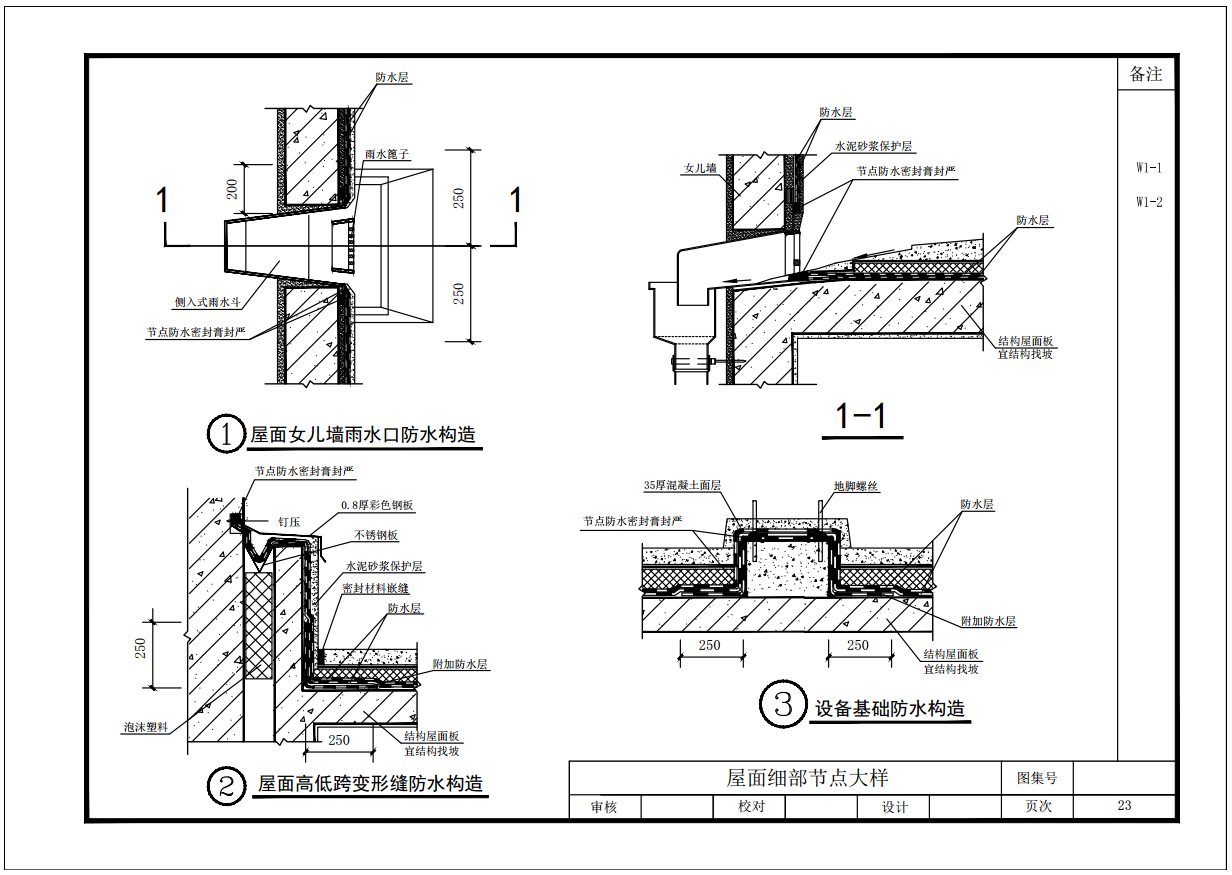 备注
W1-1
W1-2
防水层
雨水篦子
200
250
1
1
250
侧入式雨水斗
节点防水密封膏封严
1 屋面女儿墙雨水口防水构造
防水层
水泥砂浆保护层
女儿墙
节点防水密封膏封严
防水层
结构屋面板
宜结构找坡
1-1
节点防水密封膏封严
0.8厚彩色钢板
钉压
不锈钢板
水泥砂浆保护层
密封材料嵌缝
防水层
250
附加防水层
泡沫塑料
250
结构屋面板
宜结构找坡
2 屋面高低跨变形缝防水构造
35厚混凝土面层
地脚螺丝
节点防水密封膏封严
防水层
附加防水层
250
250
结构屋面板
宜结构找坡
3 设备基础防水构造
屋面细部节点大样
图集号
审核
校对
设计
页次
23